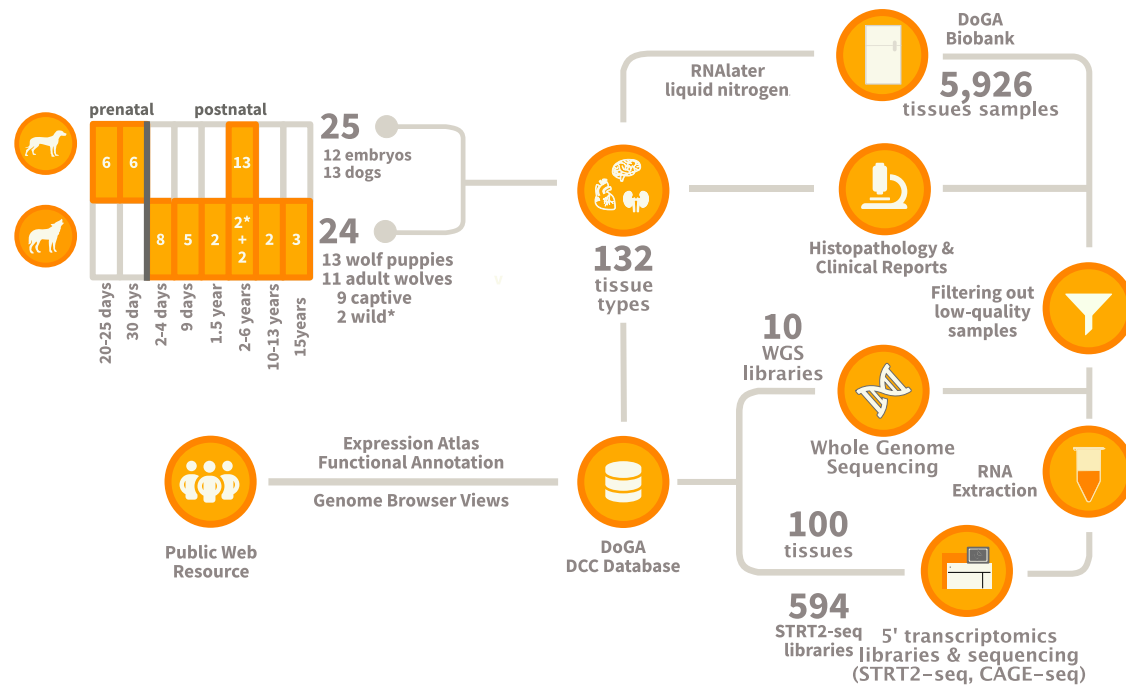 prenatal
postnatal
6
6
13
8
5
2
2*
+
2
2
3
20-25 days
30 days
2-4 days
9 days
1.5 year
2-6 years
10-13 years
15years
25
12 embryos
13 dogs
24
13 wolf puppies
11 adult wolves
9 captive
2 wild*
RNAlater
liquid nitrogen
132
tissue
types
DoGA
Biobank
5,926
tissues samples
Histopathology &
Clinical Reports
Filtering out
low-quality
samples
10
WGS
libraries
Whole Genome
Sequencing
RNA
Extraction
100
tissues
594
STRT2-seq
libraries
5' transcriptomics
libraries & sequencing
(STRT2-seq, CAGE-seq)
DoGA
DCC Database
Expression Atlas
Functional Annotation
Genome Browser Views
Public Web
Resource